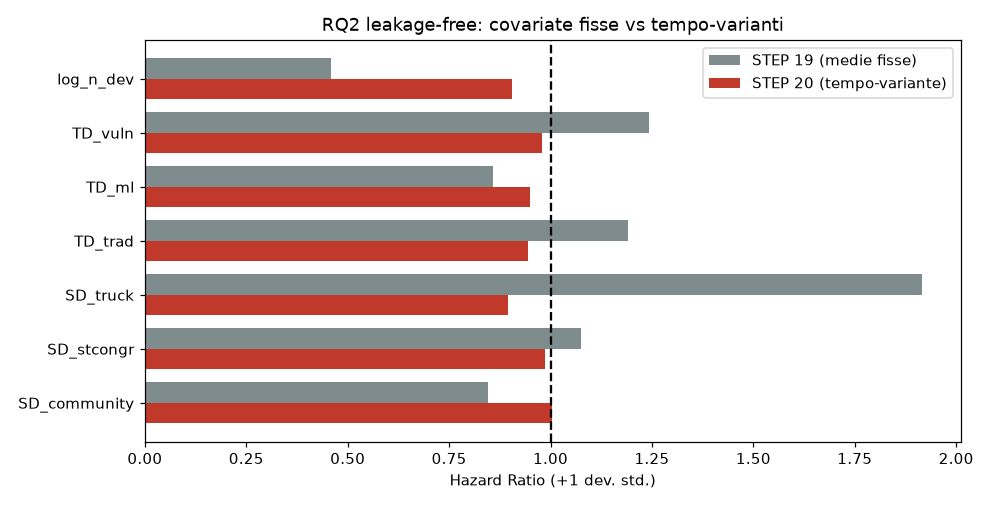 RQ2 leakage-free: covariate fisse vs tempo-varianti
STEP 19 (medie fisse)
STEP 20 (tempo-variante)
log_n_dev
TD_vuln
TD_ml
TD_trad
SD_truck
SD_stcongr
SD_community
0.00 0.25 0.50 0.75 1.00 1.25 1.50 1.75 2.00
Hazard Ratio (+1 dev. std.)